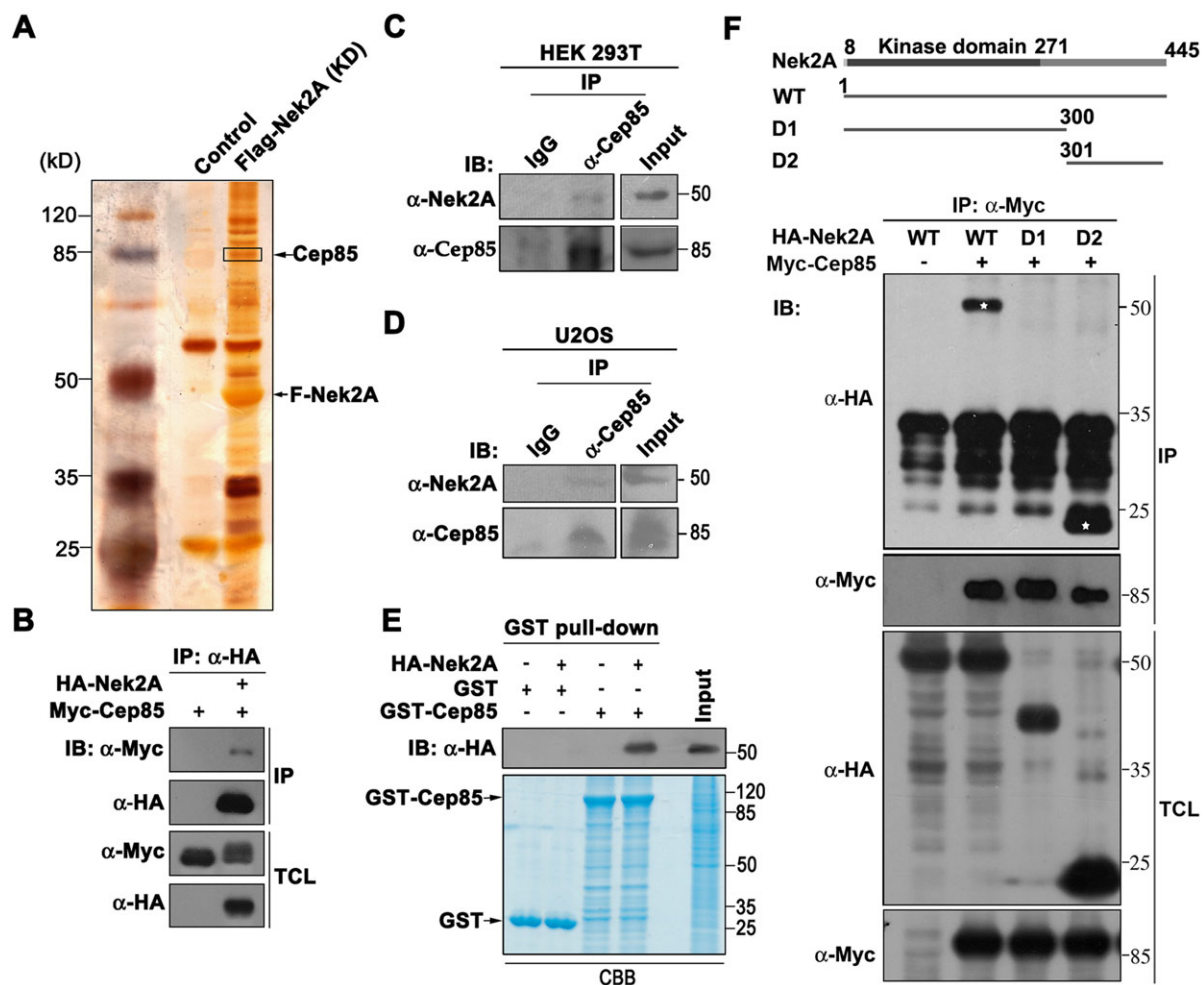 A
Control
Flag-Nek2A (KD)
(kD)
120
85
50
35
25
Cep85
F-Nek2A
B
IP: α-HA
HA-Nek2A +
Myc-Cep85 + +
IB: α-Myc
α-HA
IP
α-Myc
α-HA
TCL
C
HEK 293T
IP
IgG
α-Cep85
Input
IB:
α-Nek2A
50
α-Cep85
85
D
U2OS
IP
IgG
α-Cep85
Input
IB:
α-Nek2A
50
α-Cep85
85
E
GST pull-down
HA-Nek2A - + - +
GST + + - -
GST-Cep85 - - + +
Input
IB: α-HA
50
GST-Cep85
GST
120
85
50
35
25
CBB
F
8 Kinase domain 271 445
Nek2A
1
WT
300
D1
301
D2
IP: α-Myc
HA-Nek2A WT WT D1 D2
Myc-Cep85 - + + +
IB:
50
α-HA
35
25
IP
α-Myc
85
50
α-HA
35
25
TCL
α-Myc
85